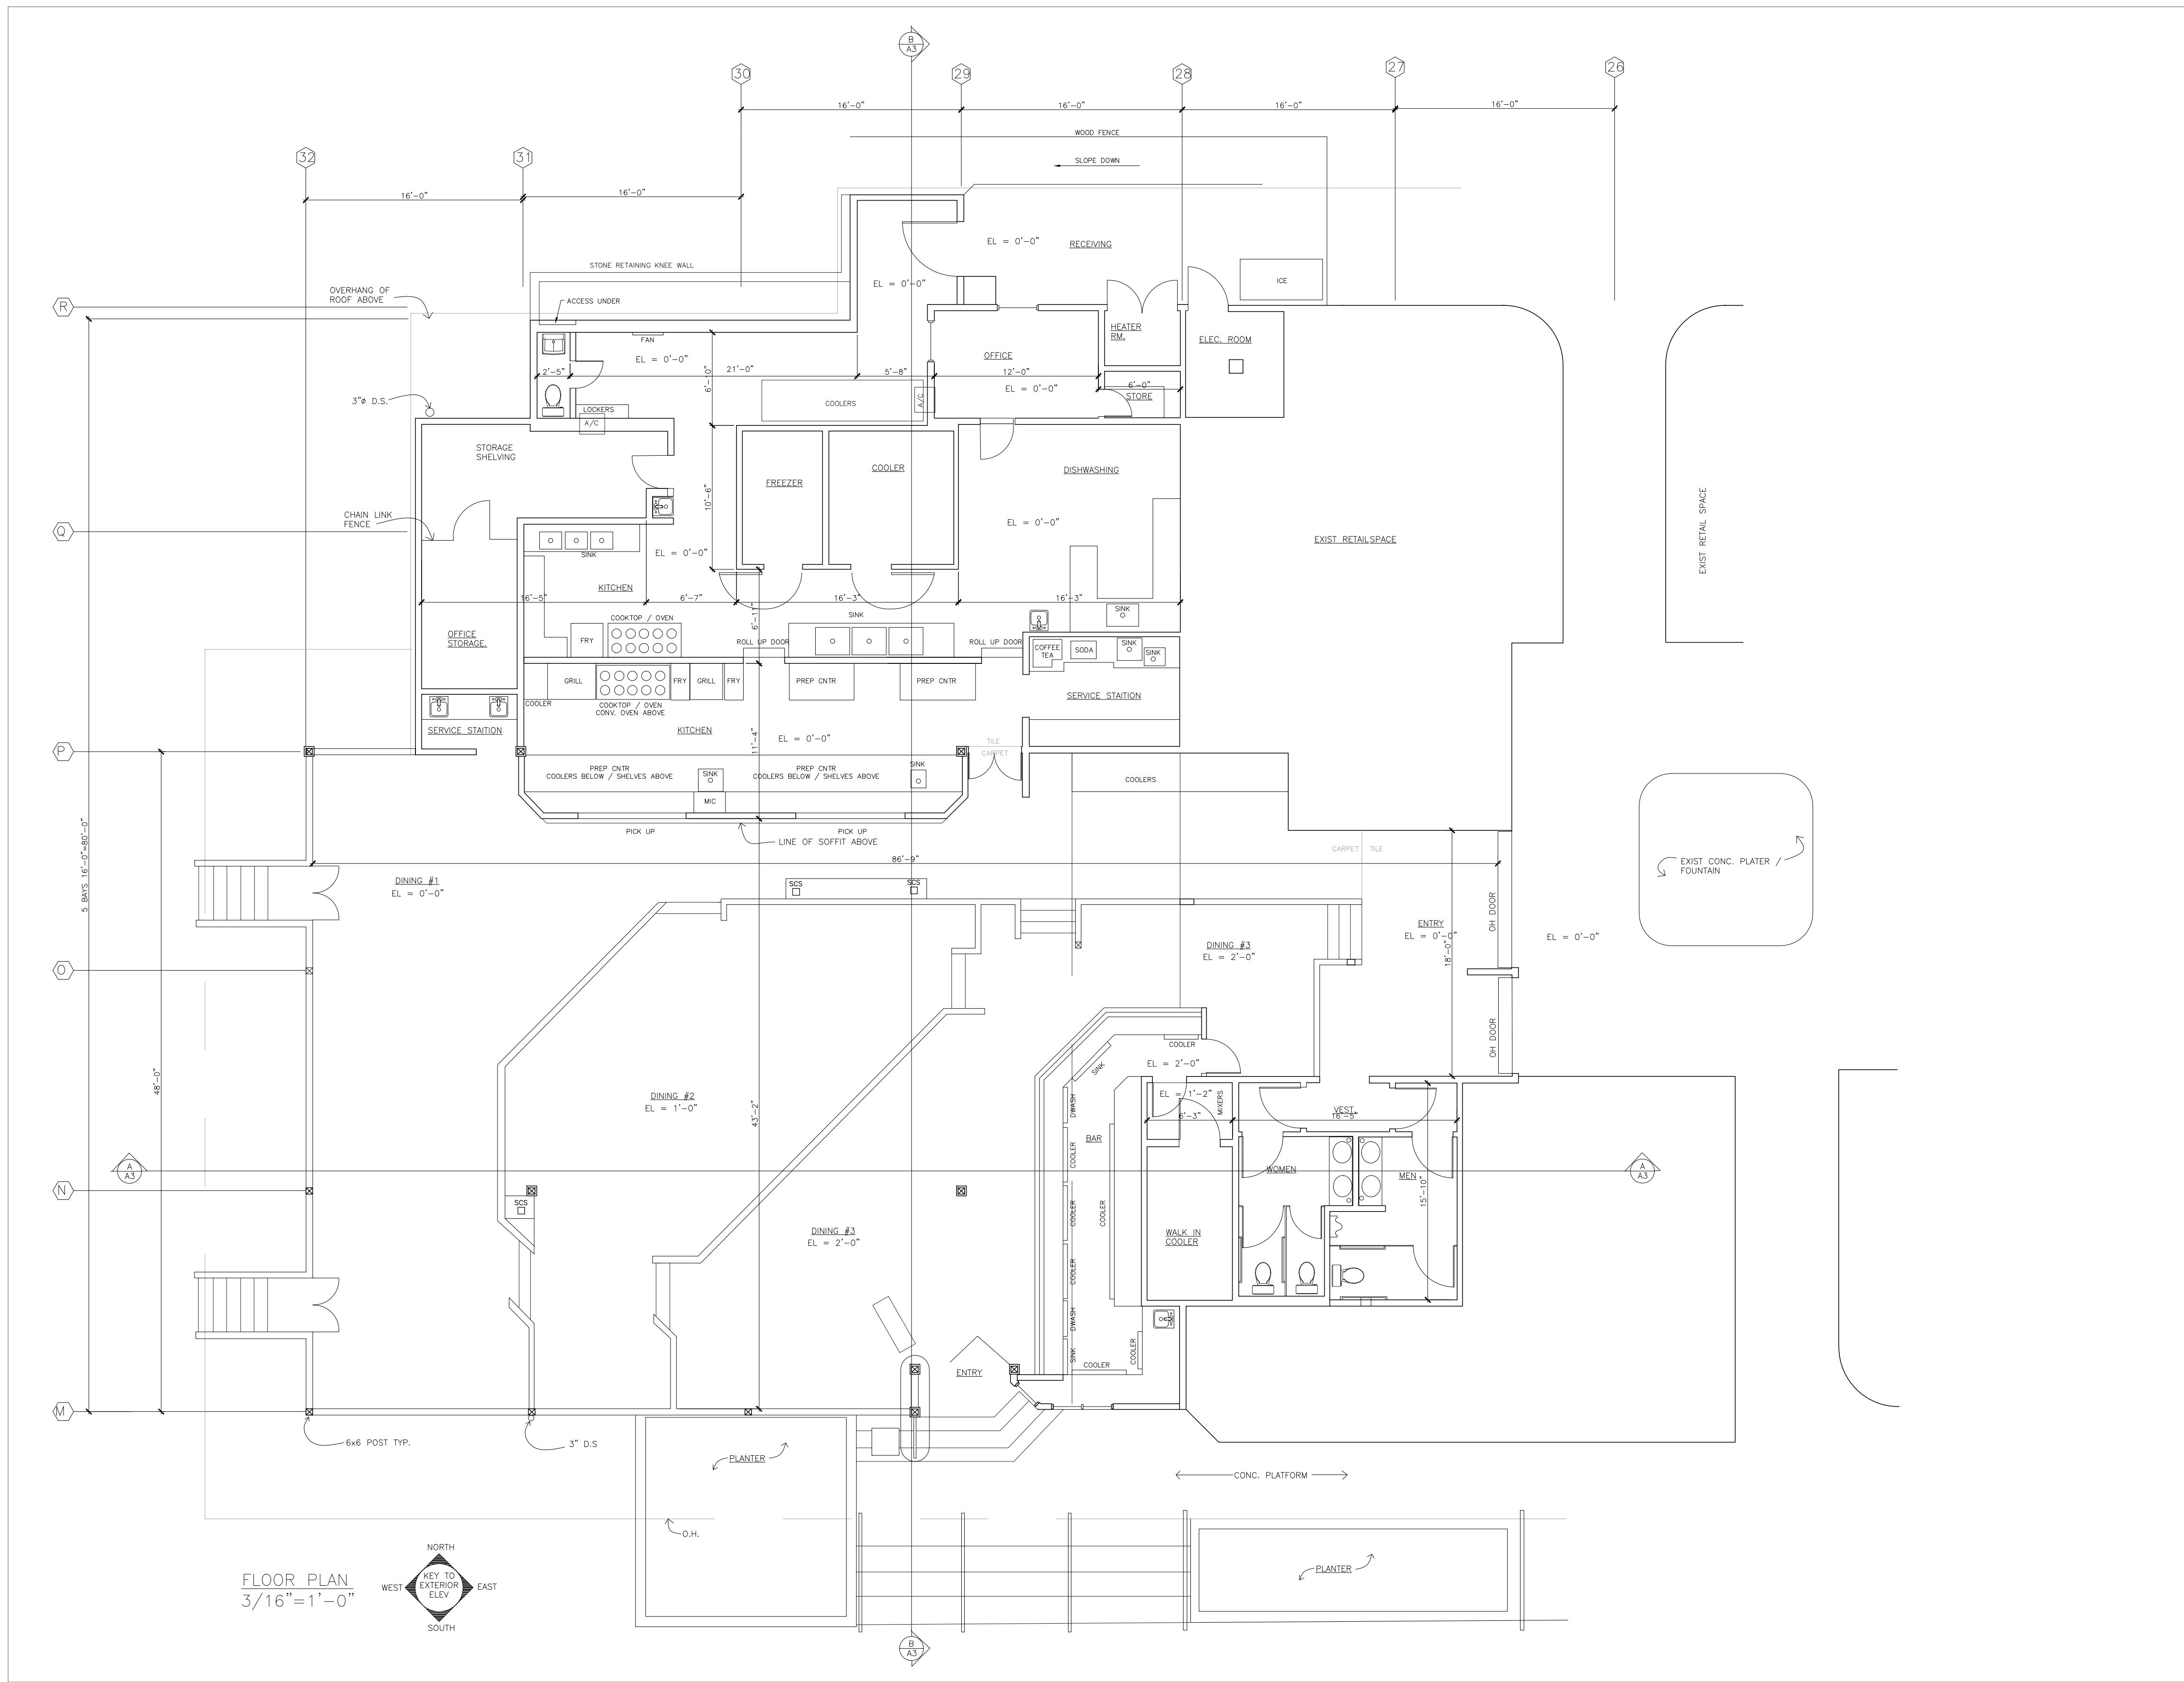 B
A3
30
29
28
27
26
16'-0"
16'-0"
16'-0"
16'-0"
WOOD FENCE
SLOPE DOWN
32
31
16'-0"
16'-0"
EL = 0'-0"
RECEIVING
STONE RETAINING KNEE WALL
ICE
EL = 0'-0"
OVERHANG OF
ROOF ABOVE
ACCESS UNDER
R
FAN
HEATER
RM.
ELEC. ROOM
EL = 0'-0"
OFFICE
2'-5"
21'-0"
5'-8"
12'-0"
6'-10"
EL = 0'-0"
6'-0"
STORE
3"ø D.S.
LOCKERS
A/C
COOLERS
A/C
STORAGE
SHELVING
COOLER
DISHWASHING
FREEZER
10'-6"
CHAIN LINK
FENCE
Q
EL = 0'-0"
EXIST RETAIL SPACE
EXIST RETAIL SPACE
SINK
EL = 0'-0"
KITCHEN
16'-5"
6'-7"
16'-3"
16'-3"
6'-11"
SINK
SINK
COOKTOP / OVEN
FRY
ROLL UP DOOR
ROLL UP DOOR
OFFICE
STORAGE.
COFFEE
TEA
SODA
SINK
SINK
GRILL
FRY
GRILL
FRY
PREP CNTR
PREP CNTR
SERVICE STAITION
COOLER
COOKTOP / OVEN
CONV. OVEN ABOVE
SERVICE STAITION
KITCHEN
EL = 0'-0"
11'-4"
TILE
CARPET
P
PREP CNTR
COOLERS BELOW / SHELVES ABOVE
SINK
PREP CNTR
COOLERS BELOW / SHELVES ABOVE
SINK
COOLERS
MIC
PICK UP
PICK UP
LINE OF SOFFIT ABOVE
CARPET
TILE
86'-9"
EXIST CONC. PLATER /
FOUNTAIN
5 BAYS 16'-0"=80'-0"
DINING #1
EL = 0'-0"
SCS
SCS
OH DOOR
ENTRY
EL = 0'-0"
EL = 0'-0"
DINING #3
EL = 2'-0"
18'-0"
O
OH DOOR
COOLER
EL = 2'-0"
SINK
48'-0"
DINING #2
EL = 1'-0"
43'-2"
DWASH
EL = 1'-2"
MIXERS
6'-3"
VEST.
16'-5"
BAR
COOLER
A
A3
WOMEN
MEN
A
A3
N
15'-10"
SCS
COOLER
COOLER
DINING #3
EL = 2'-0"
WALK IN
COOLER
COOLER
DWASH
SINK
COOLER
COOLER
ENTRY
M
6x6 POST TYP.
3" D.S
PLANTER
CONC. PLATFORM
O.H.
PLANTER
FLOOR PLAN
3/16"=1'-0"
NORTH
WEST
KEY TO
EXTERIOR
ELEV
EAST
SOUTH
B
A3